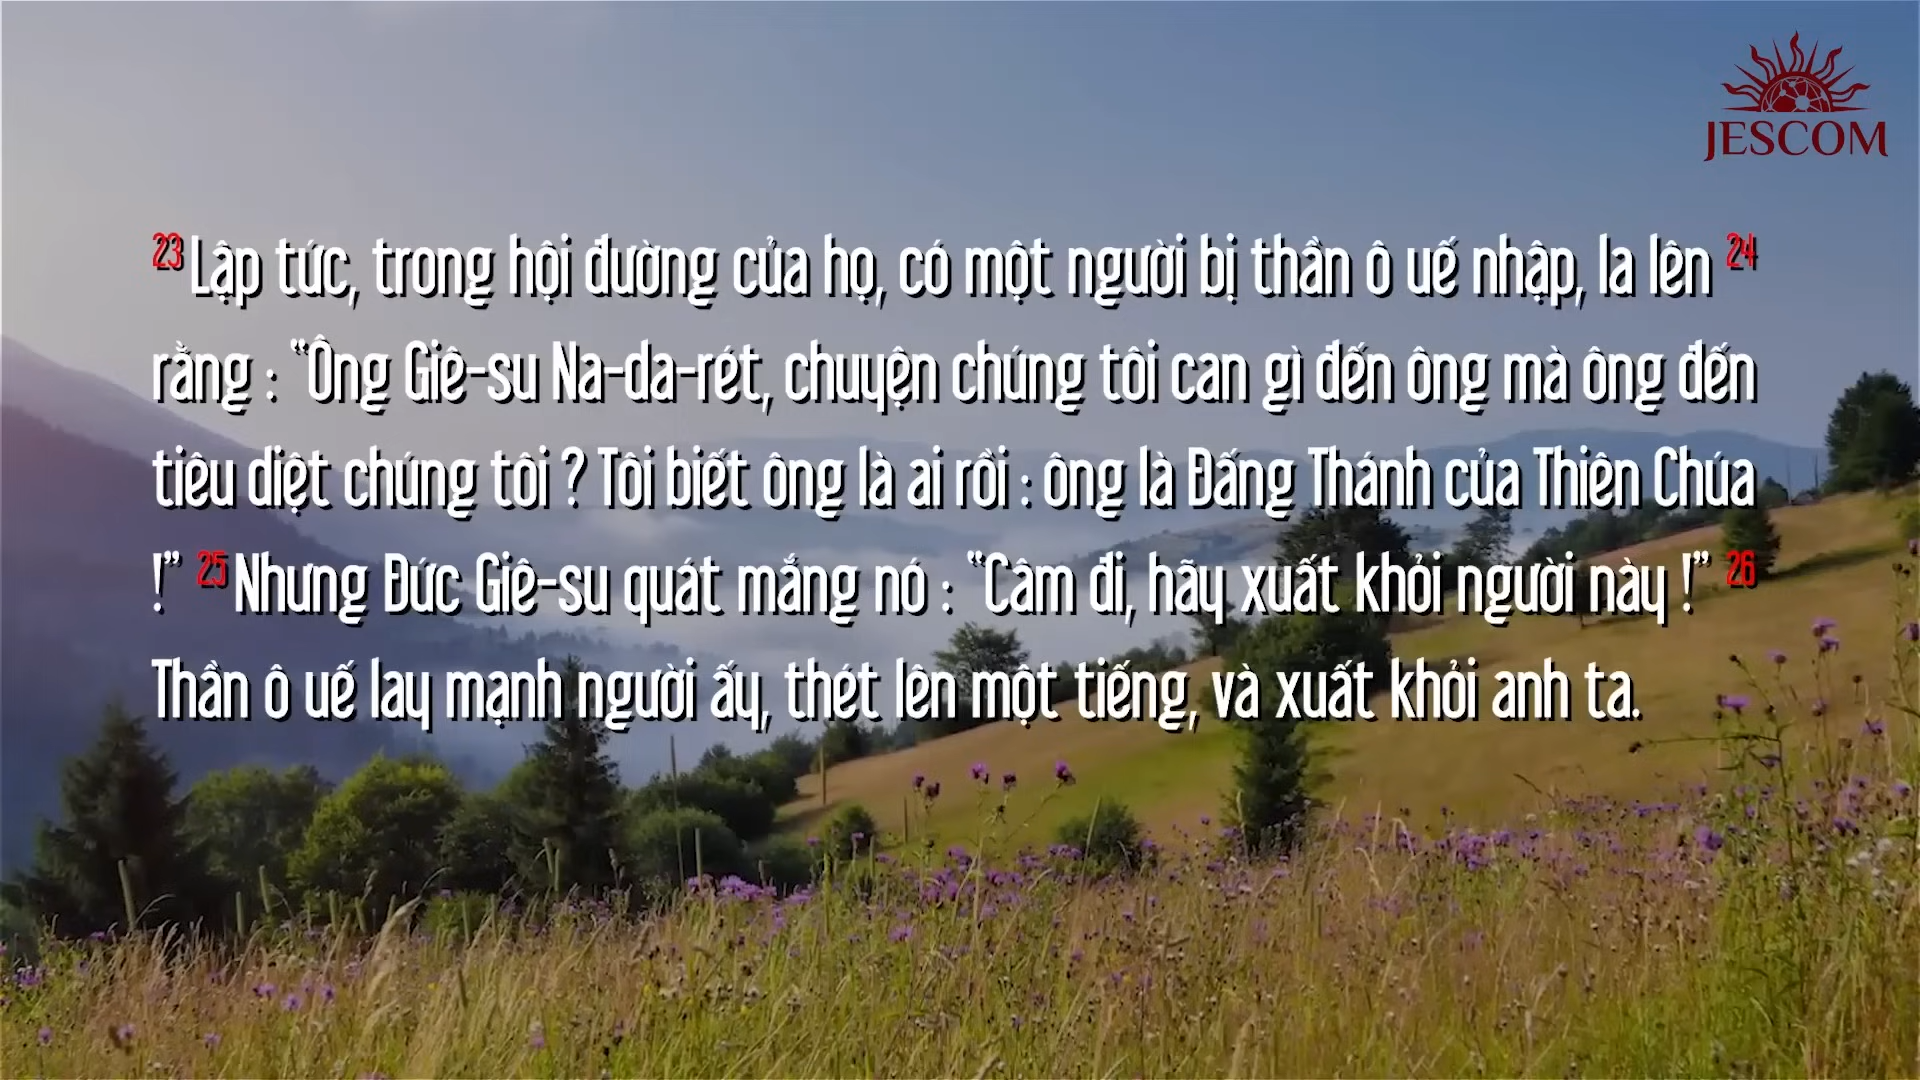 JESCOM
23 Lập tức, trong hội đường của họ, có một người bị thần ô uế nhập, la lên 24
rằng : “Ông Giê-su Na-da-rét, chuyện chúng tôi can gì đến ông mà ông đến
tiêu diệt chúng tôi ? Tôi biết ông là ai rồi : ông là Đấng Thánh của Thiên Chúa
!” 25 Nhưng Đức Giê-su quát mắng nó : “Câm đi, hãy xuất khỏi người này !” 26
Thần ô uế lay mạnh người ấy, thét lên một tiếng, và xuất khỏi anh ta.